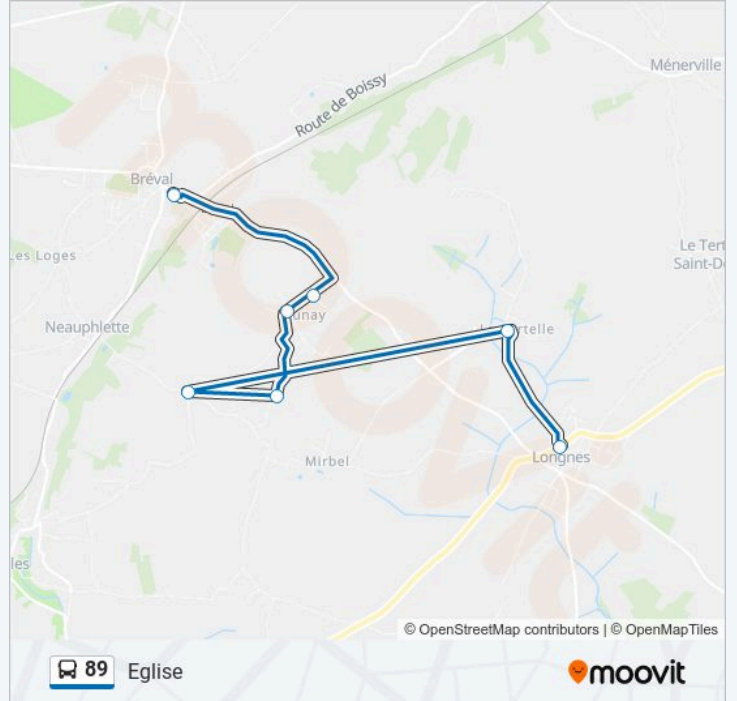 Route de Boissy
Ménerville
Bréval
Les Loges
Le Tert
Saint-D
Neauphlette
unay
rtelle
Mirbel
Longnes
les
© OpenStreetMap contributors | © OpenMapTiles
89 Eglise
moovit